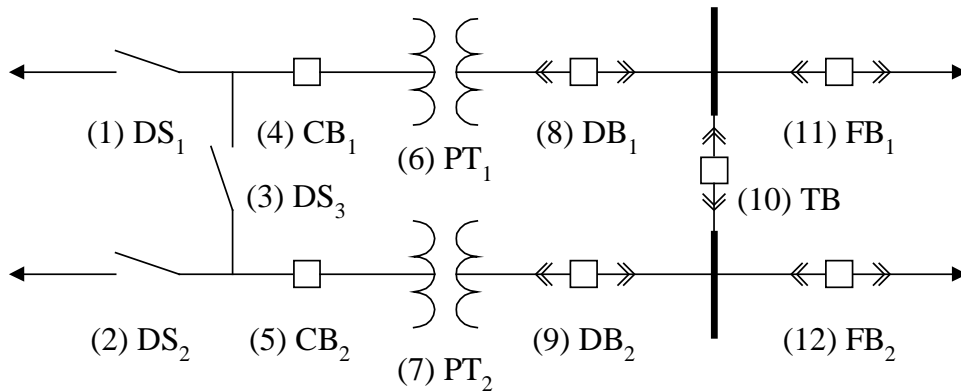 (1) DS₁
(4) CB₁
(6) PT₁
(8) DB₁
(11) FB₁
(3) DS₃
(10) TB
(2) DS₂
(5) CB₂
(7) PT₂
(9) DB₂
(12) FB₂